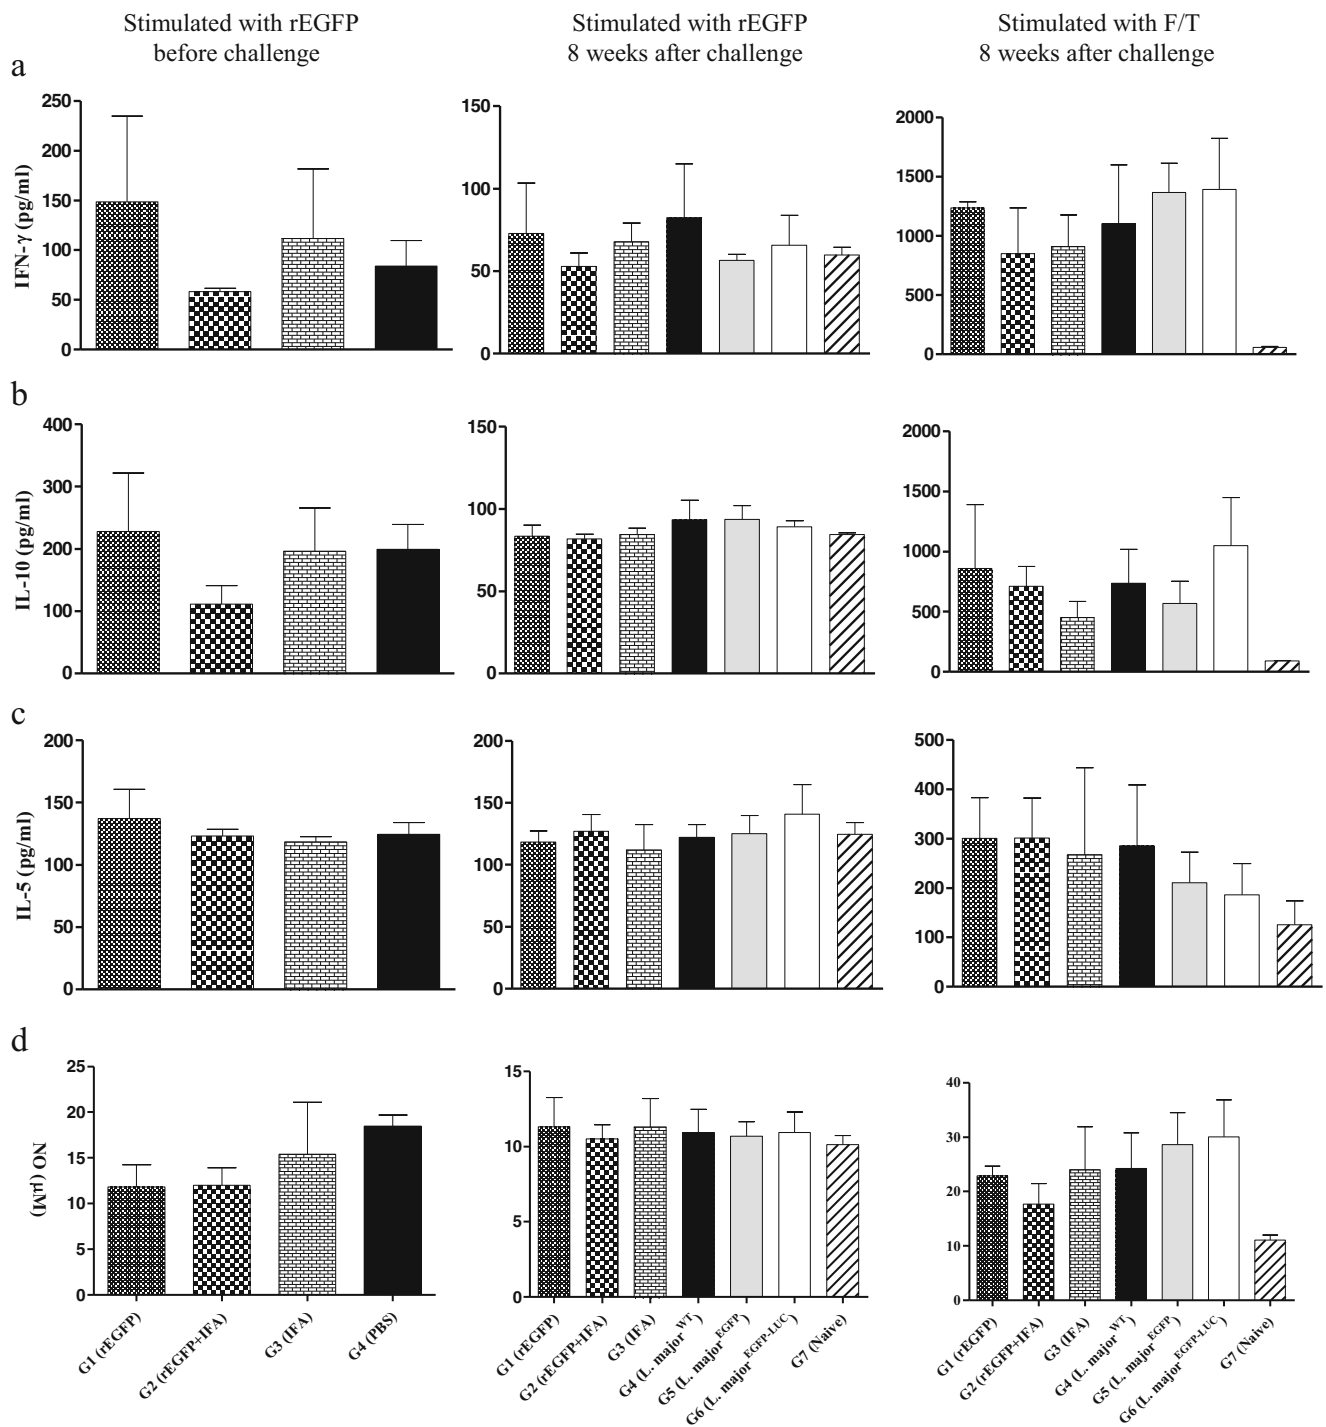 Stimulated with rEGFP
before challenge
Stimulated with rEGFP
8 weeks after challenge
Stimulated with F/T
8 weeks after challenge
a
IFN-γ (pg/ml)
250
200
150
100
50
0
150
100
50
0
2000
1500
1000
500
0
b
IL-10 (pg/ml)
400
300
200
100
0
150
100
50
0
2000
1500
1000
500
0
c
IL-5 (pg/ml)
200
150
100
50
0
200
150
100
50
0
500
400
300
200
100
0
d
NO (µM)
25
20
15
10
5
0
15
10
5
0
40
30
20
10
0
G1 (rEGFP)
G2 (rEGFP+IFA)
G3 (IFA)
G4 (PBS)
G1 (rEGFP)
G2 (rEGFP+IFA)
G3 (IFA)
G4 (L. major WT)
G5 (L. major EGFP)
G6 (L. major EGFP-LUC)
G7 (Naive)
G1 (rEGFP)
G2 (rEGFP+IFA)
G3 (IFA)
G4 (L. major WT)
G5 (L. major EGFP)
G6 (L. major EGFP-LUC)
G7 (Naive)